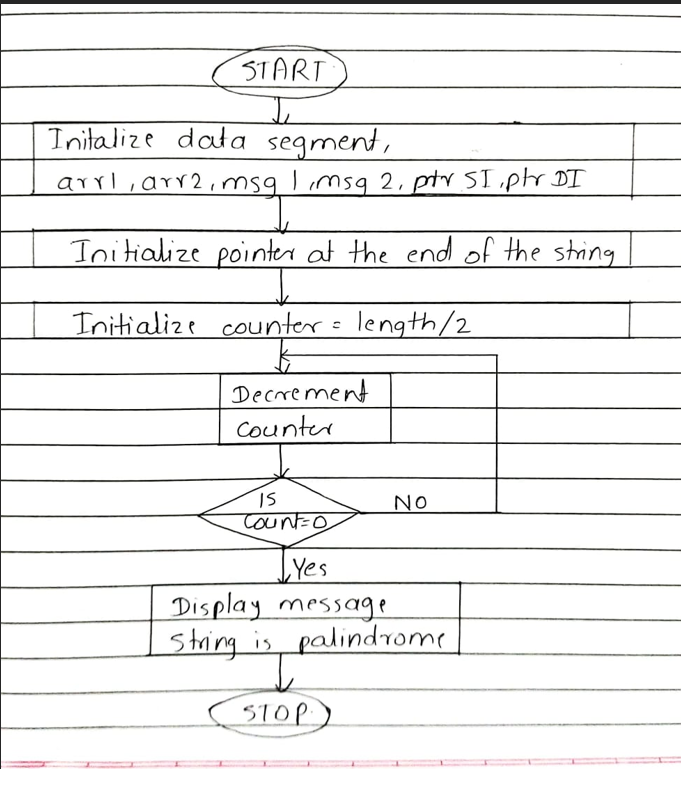 START
Initalize data segment,
arr1, arr2, msg 1, msg 2, ptr SI, ptr DI
Initialize pointer at the end of the string
Initialize counter = length/2
Decrement
counter
IS
Count=0
NO
Yes
Display message
String is palindrome
STOP